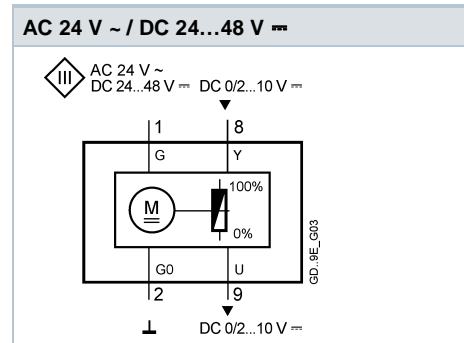 AC 24 V ~ / DC 24...48 V ⎓
III
AC 24 V ~
DC 24...48 V ⎓ DC 0/2...10 V ⎓
1 8
G Y
100%
M
0%
G0 U
2 9
DC 0/2...10 V ⎓
GD..9E_G03